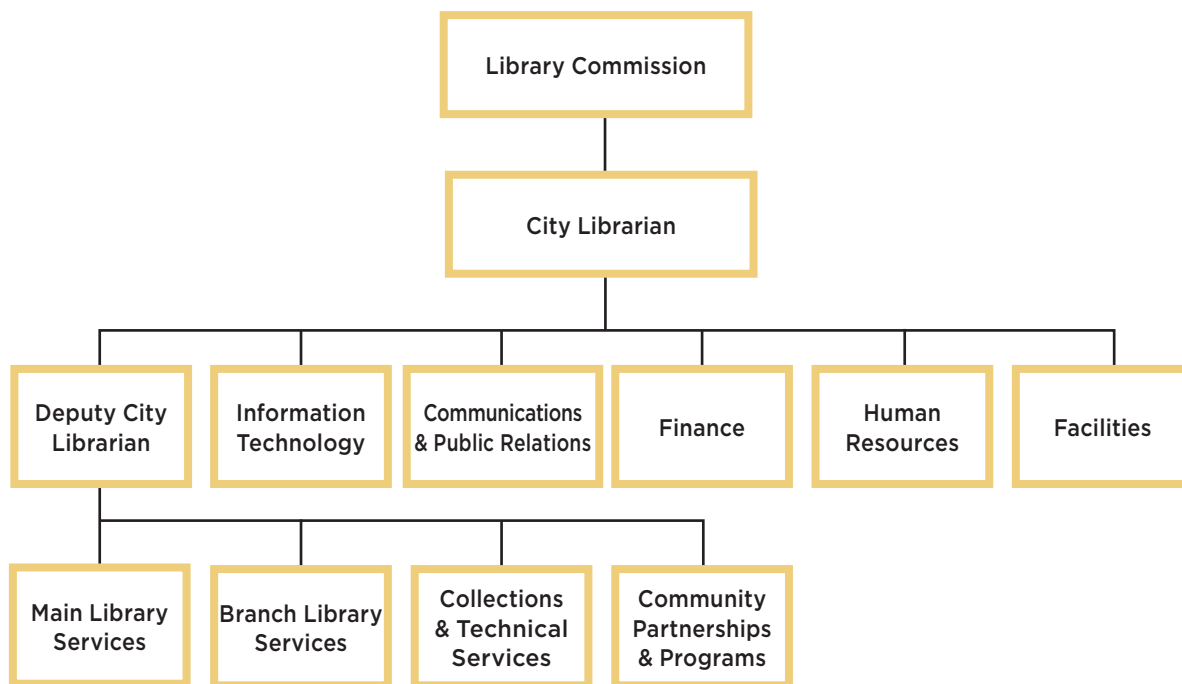 Library Commission
City Librarian
Deputy City
Librarian
Information
Technology
Communications
& Public Relations
Finance
Human
Resources
Facilities
Main Library
Services
Branch Library
Services
Collections
& Technical
Services
Community
Partnerships
& Programs